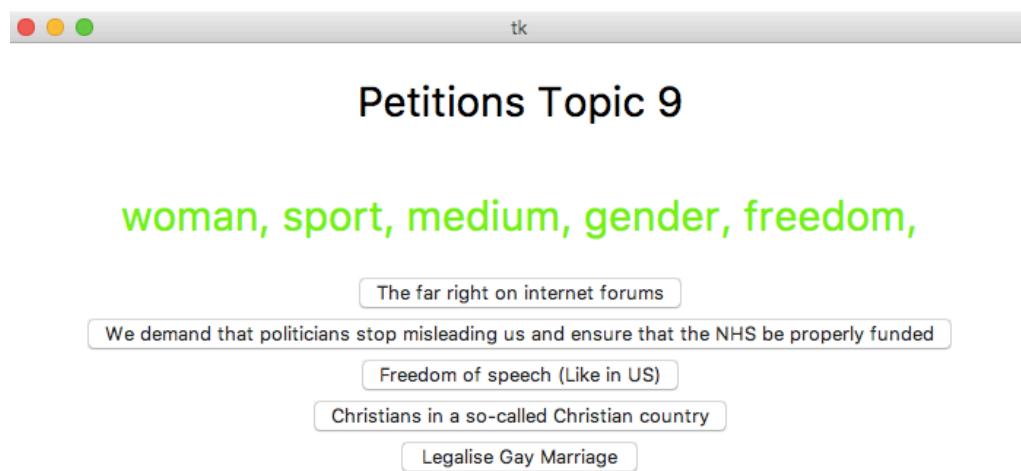 tk
Petitions Topic 9
woman, sport, medium, gender, freedom,
The far right on internet forums
We demand that politicians stop misleading us and ensure that the NHS be properly funded
Freedom of speech (Like in US)
Christians in a so-called Christian country
Legalise Gay Marriage